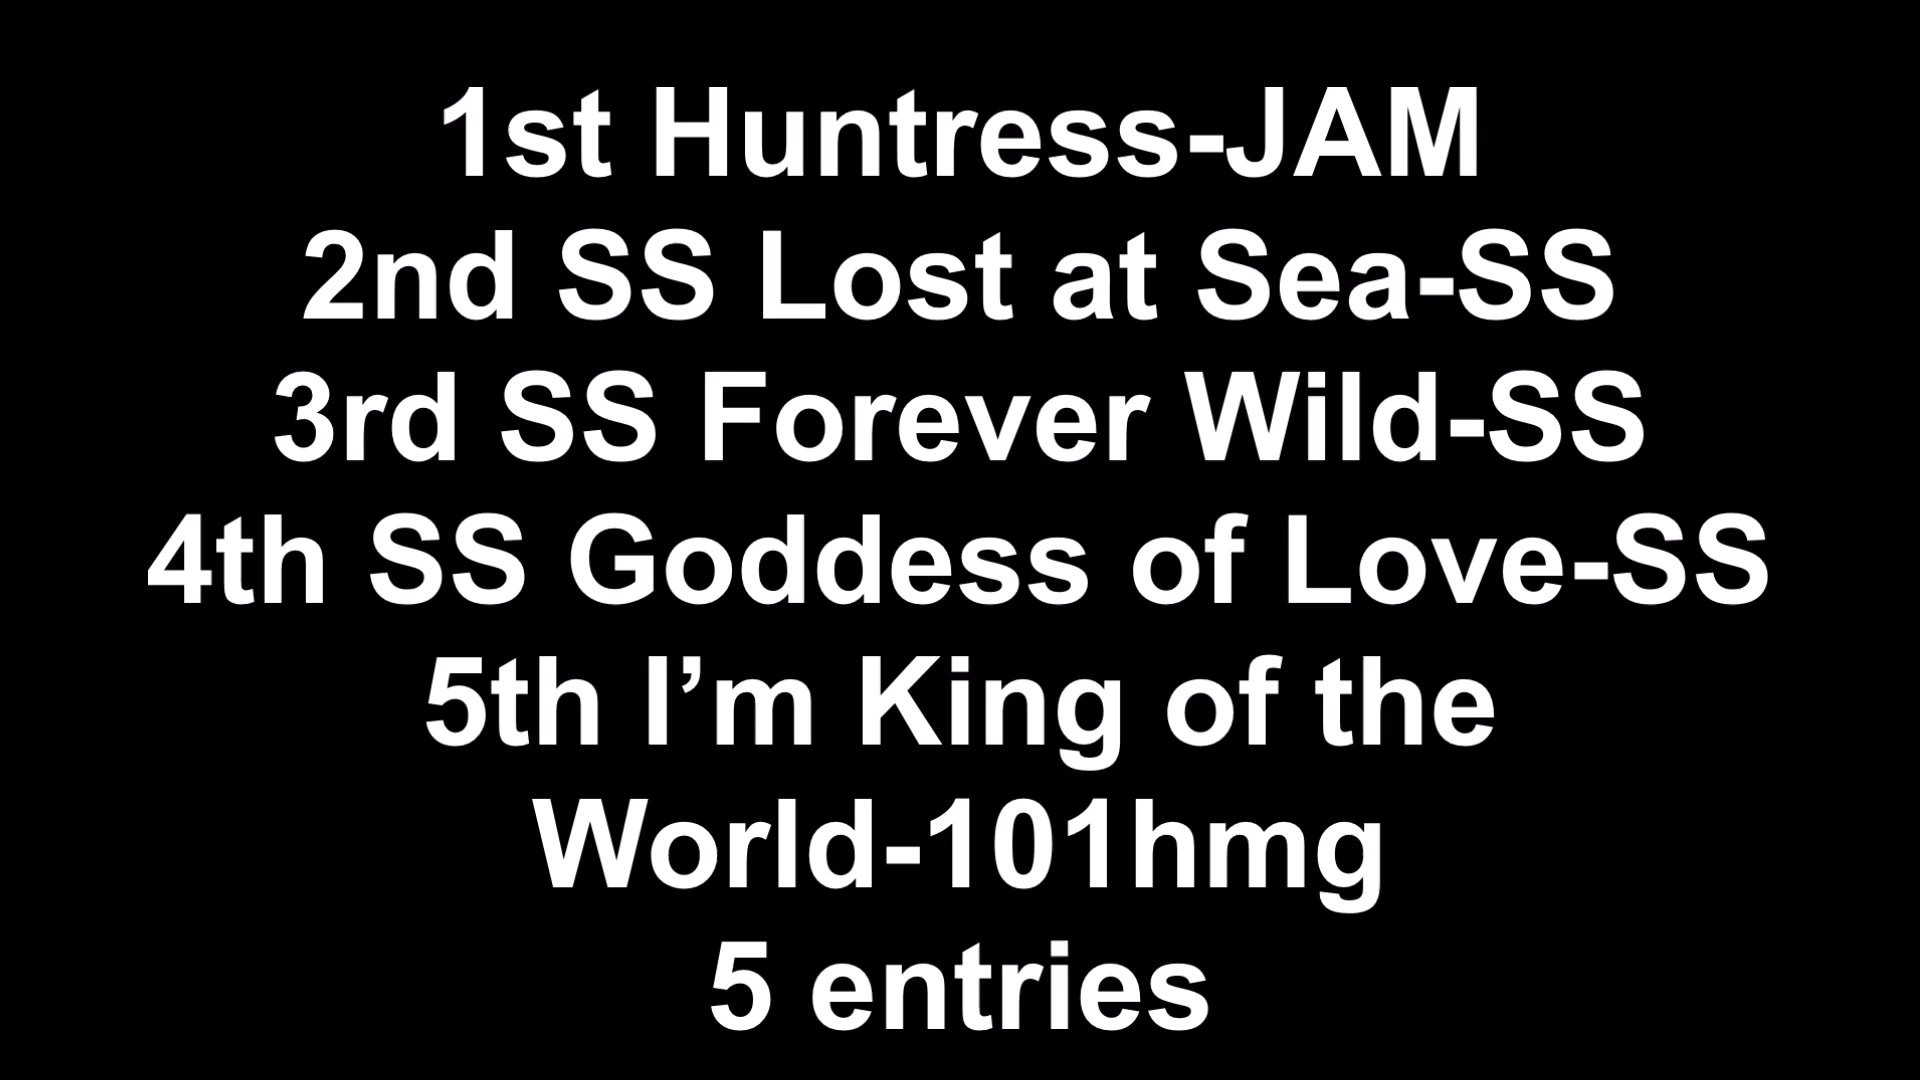 1st Huntress-JAM
2nd SS Lost at Sea-SS
3rd SS Forever Wild-SS
4th SS Goddess of Love-SS
5th I’m King of the
World-101hmg
5 entries